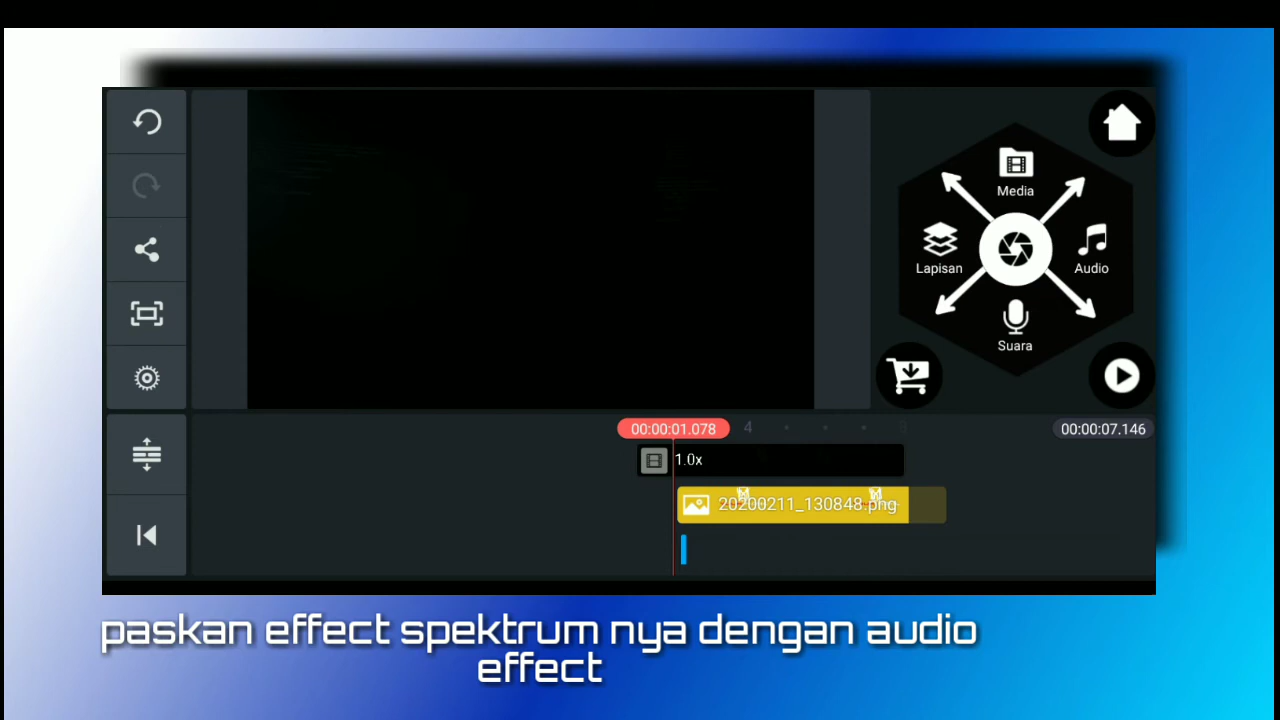 Media
Lapisan
Audio
Suara
00:00:01.078
4
00:00:07.146
1.0x
20200211_130848.png
paskan effect spektrum nya dengan audio
effect